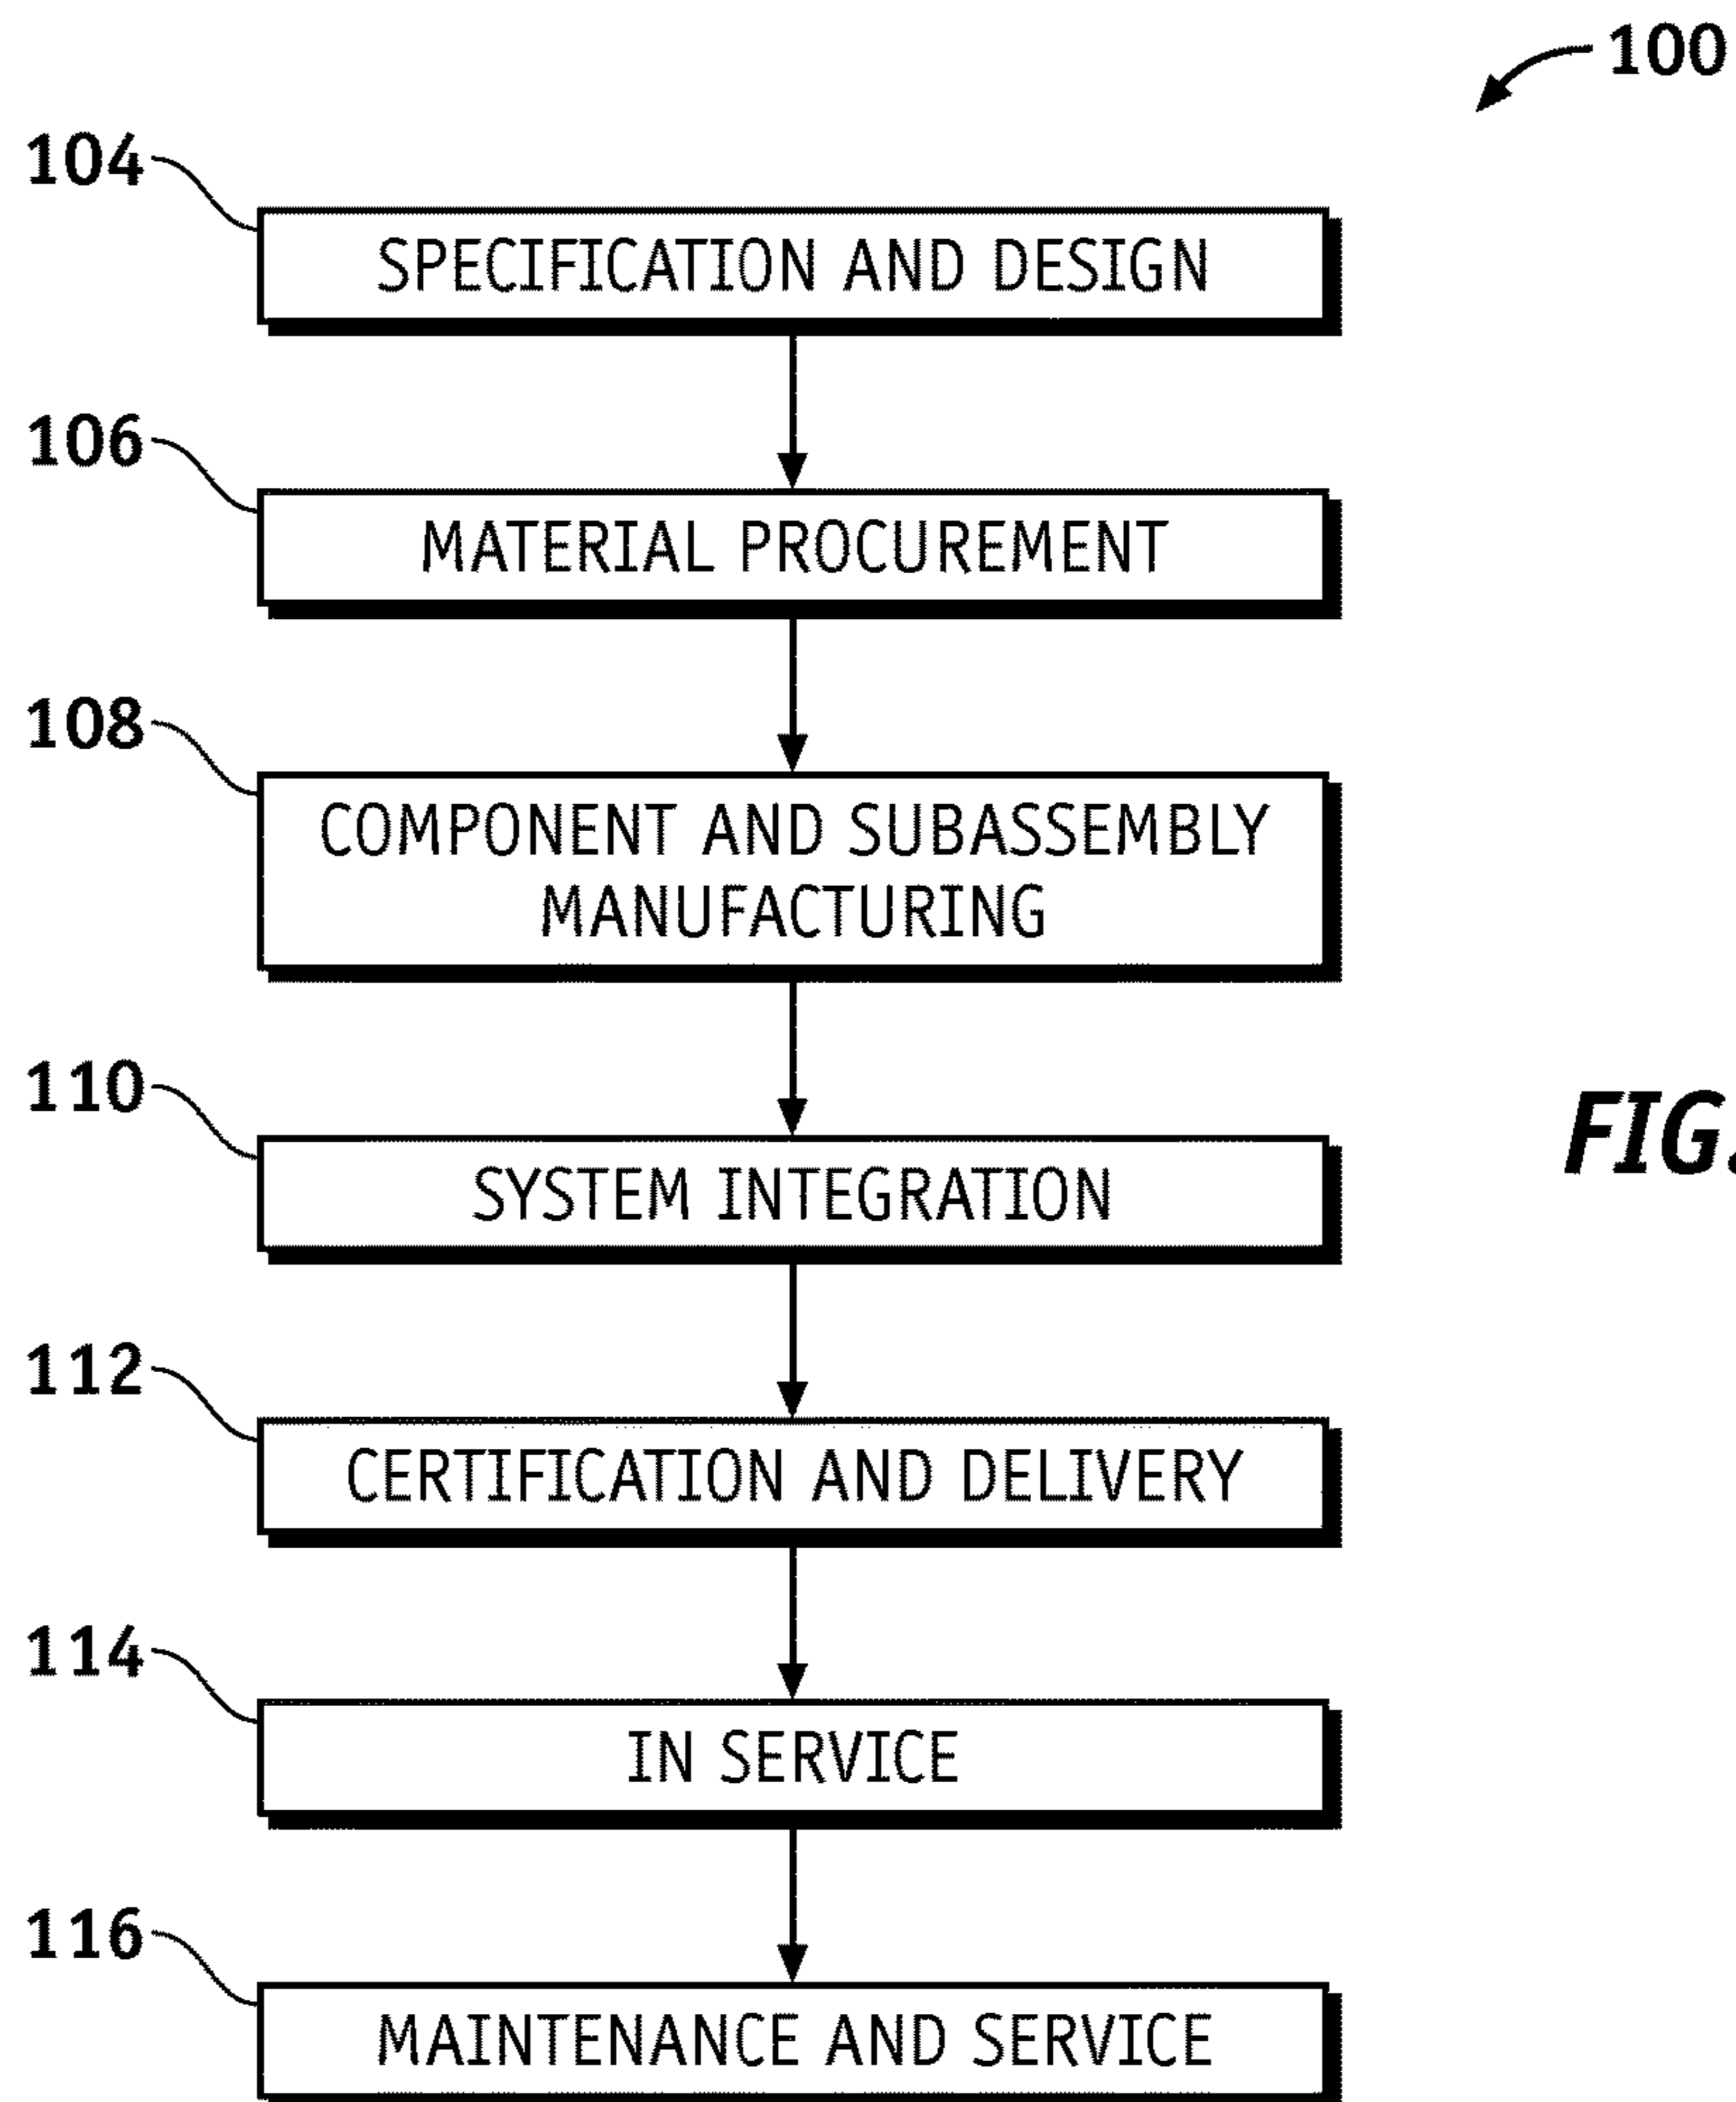 100
104
SPECIFICATION AND DESIGN
106
MATERIAL PROCUREMENT
108
COMPONENT AND SUBASSEMBLY
MANUFACTURING
110
SYSTEM INTEGRATION
FIG.
112
CERTIFICATION AND DELIVERY
114
IN SERVICE
116
MAINTENANCE AND SERVICE